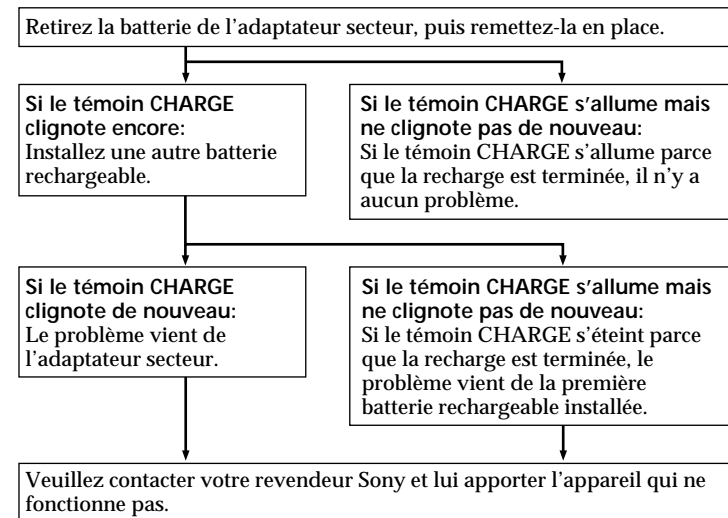 Retirez la batterie de l’adaptateur secteur, puis remettez-la en place.
Si le témoin CHARGE
clignote encore:
Installez une autre batterie
rechargeable.
Si le témoin CHARGE s’allume mais
ne clignote pas de nouveau:
Si le témoin CHARGE s’allume parce
que la recharge est terminée, il n’y a
aucun problème.
Si le témoin CHARGE
clignote de nouveau:
Le problème vient de
l’adaptateur secteur.
Si le témoin CHARGE s’allume mais
ne clignote pas de nouveau:
Si le témoin CHARGE s’éteint parce
que la recharge est terminée, le
problème vient de la première
batterie rechargeable installée.
Veuillez contacter votre revendeur Sony et lui apporter l’appareil qui ne
fonctionne pas.